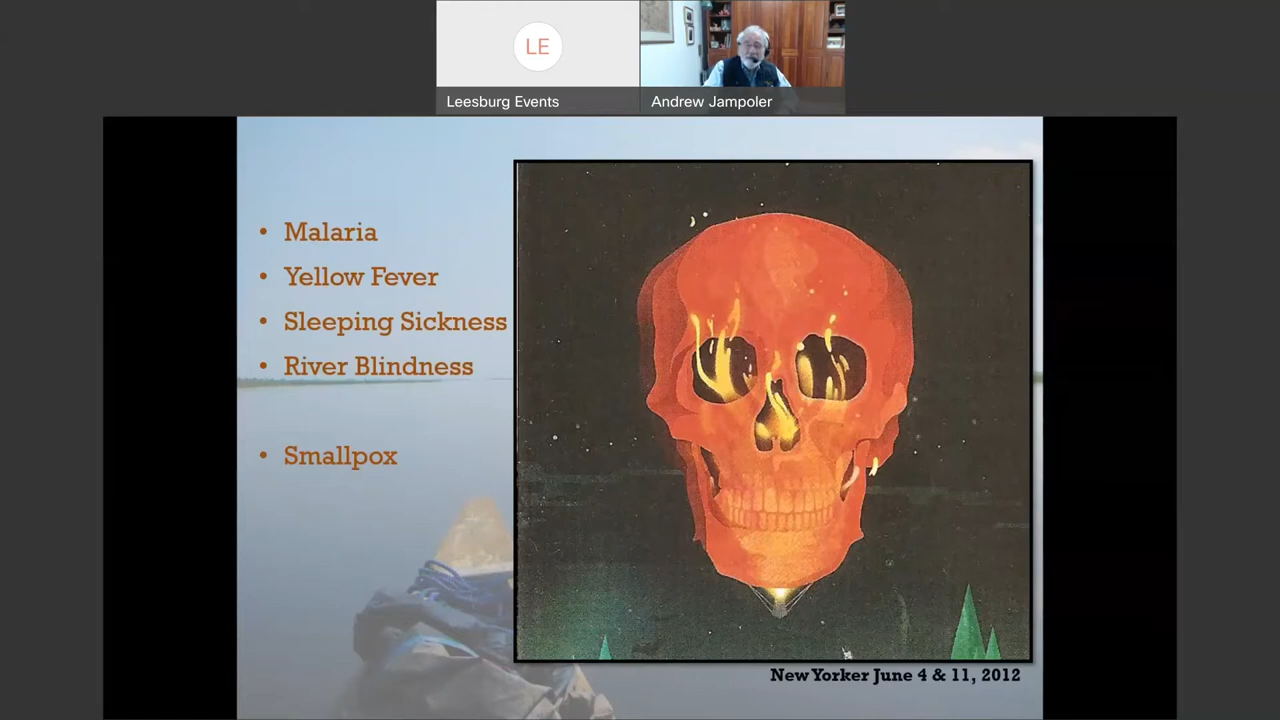 LE
Leesburg Events
Andrew Jampoler
• Malaria
• Yellow Fever
• Sleeping Sickness
• River Blindness
• Smallpox
New Yorker June 4 & 11, 2012